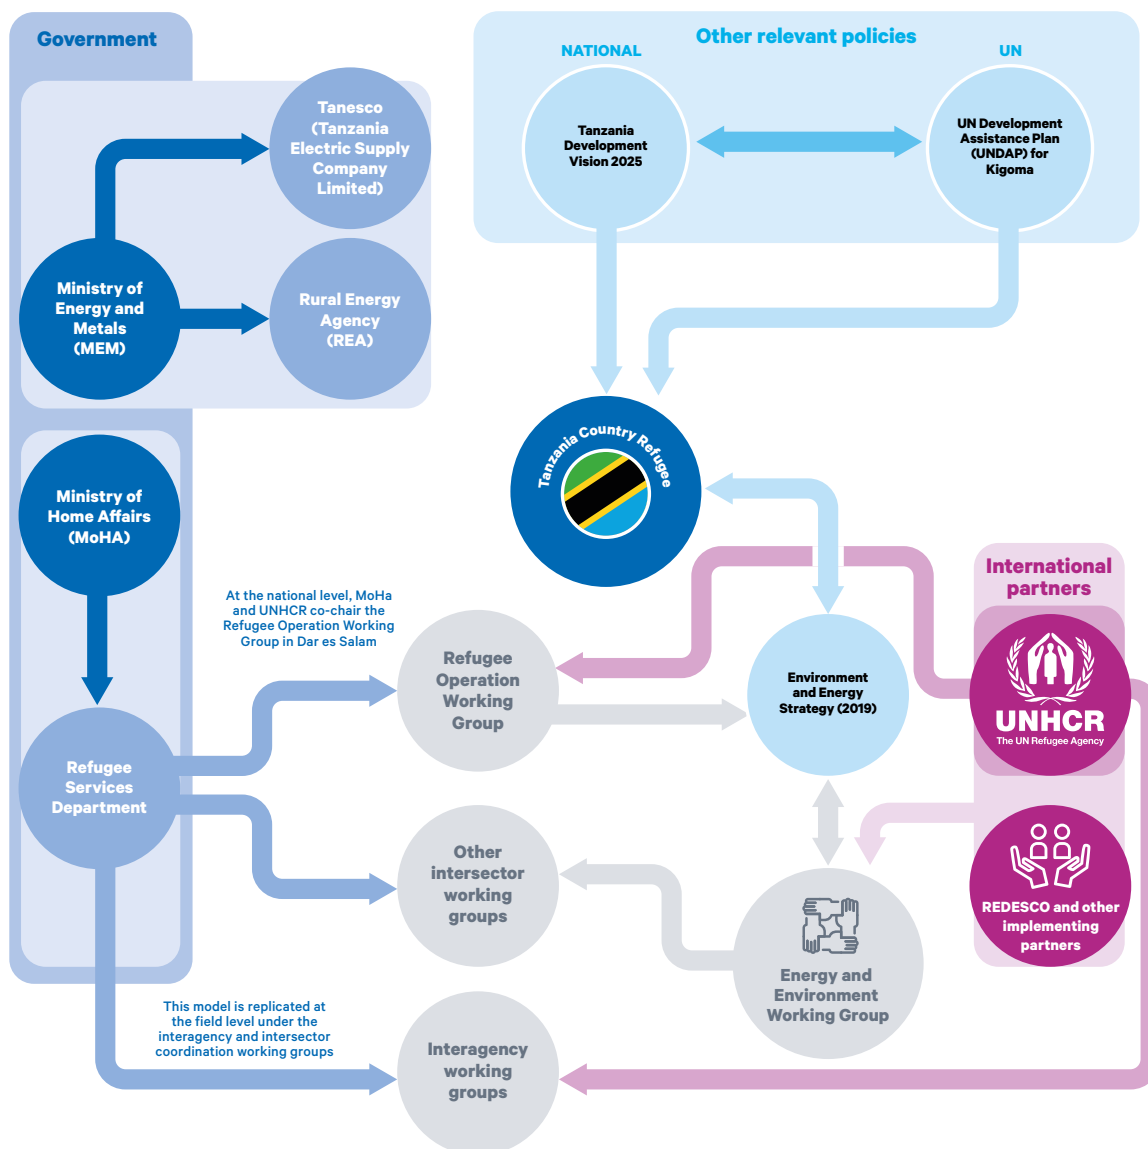 Government
Tanesco
(Tanzania
Electric Supply
Company
Limited)
Ministry of
Energy and
Metals
(MEM)
Rural Energy
Agency
(REA)
Ministry of
Home Affairs
(MoHA)
Refugee
Services
Department
Other relevant policies
NATIONAL
UN
Tanzania
Development
Vision 2025
UN Development
Assistance Plan
(UNDAP) for
Kigoma
Tanzania Country Refugee
At the national level, MoHa
and UNHCR co-chair the
Refugee Operation Working
Group in Dar es Salam
Refugee
Operation
Working
Group
Environment
and Energy
Strategy (2019)
International
partners
UNHCR
The UN Refugee Agency
REDESCO and other
implementing
partners
Other
intersector
working
groups
Energy and
Environment
Working Group
This model is replicated at
the field level under the
interagency and intersector
coordination working groups
Interagency
working
groups